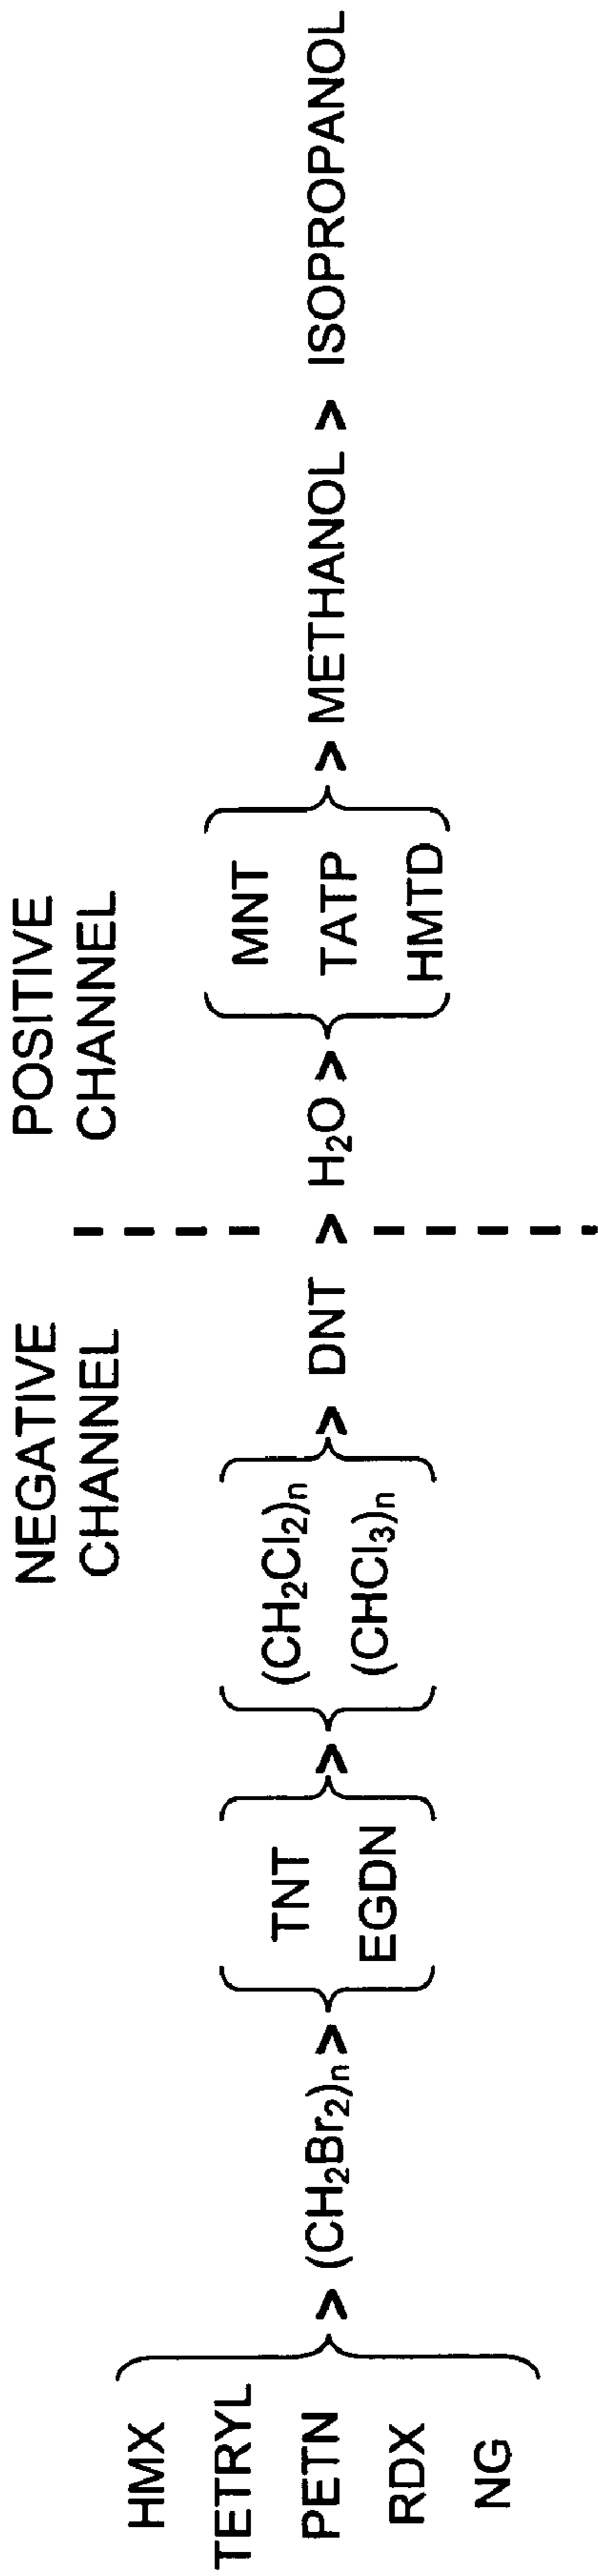 NEGATIVE
CHANNEL
POSITIVE
CHANNEL
HMX
TETRYL
PETN
RDX
NG
> (CH₂Br₂)ₙ >
TNT
EGDN
>
(CH₂Cl₂)ₙ
(CHCl₃)ₙ
> DNT > H₂O >
MNT
TATP
HMTD
> METHANOL > ISOPROPANOL